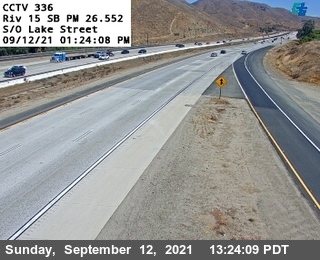 CCTV 336
Riv 15 SB PM 26.552
S/O Lake Street
09/12/21 01:24:08 PM
Sunday, September 12, 2021 13:24:09 PDT